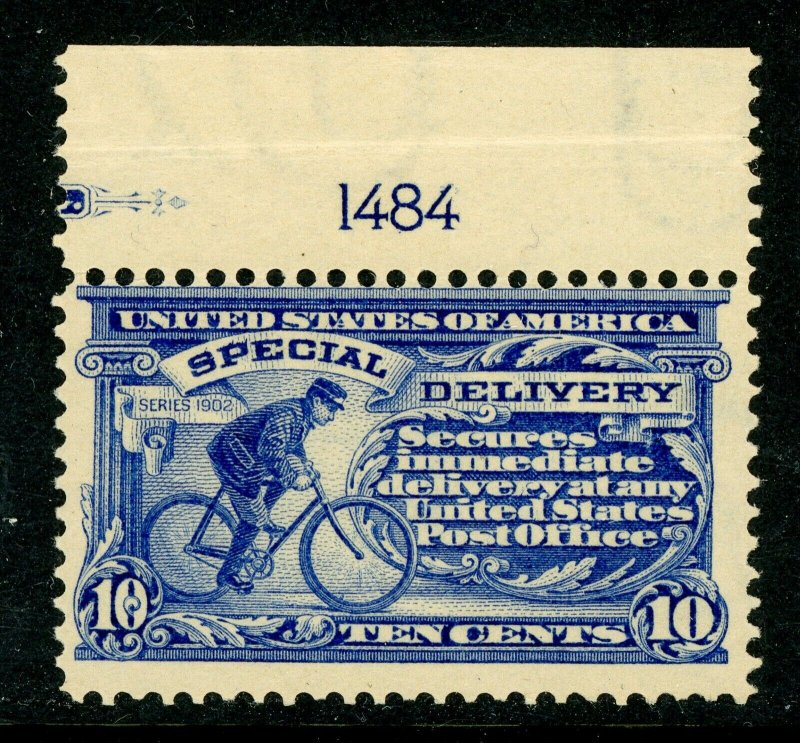 R
1484
UNITED STATES OF AMERICA
SPECIAL
DELIVERY
SERIES 1902
Secures
immediate
delivery at any
United States
Post Office
10
TEN CENTS
10